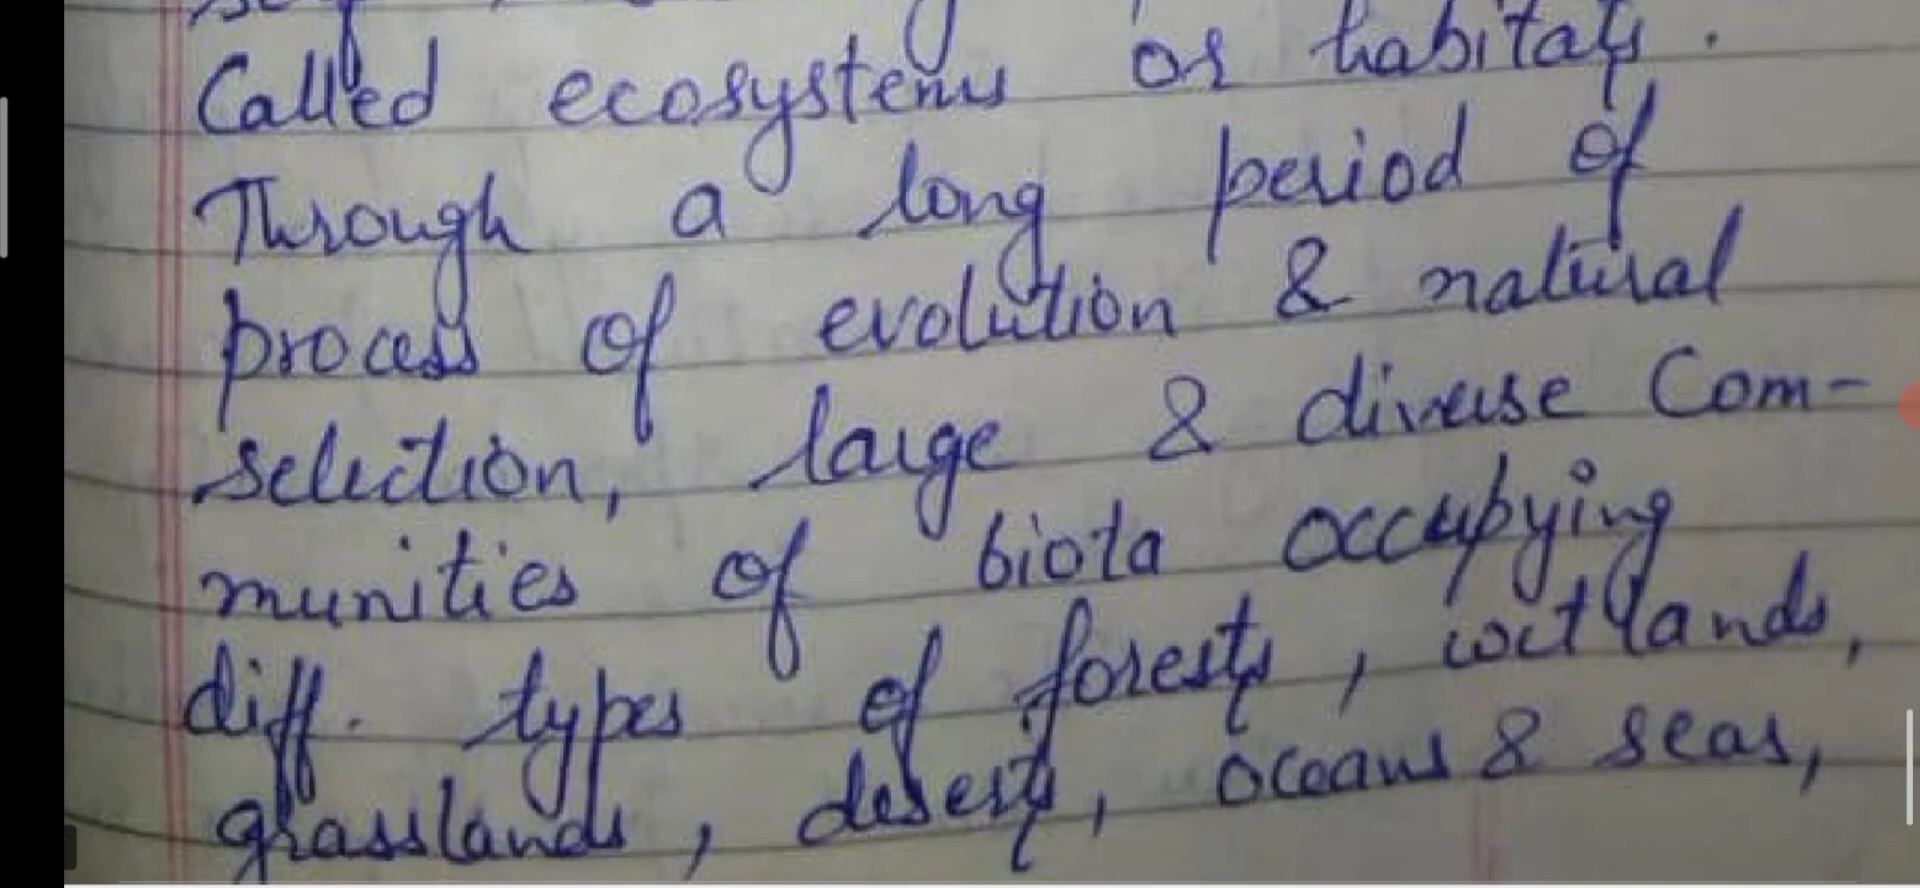 Called ecosystems or habitats.
Through a long period of
process of evolution & natural
selection, large & diverse Com-
munities of biota occupying
diff. types of forests, wetlands,
grasslands, deserts, oceans & seas,